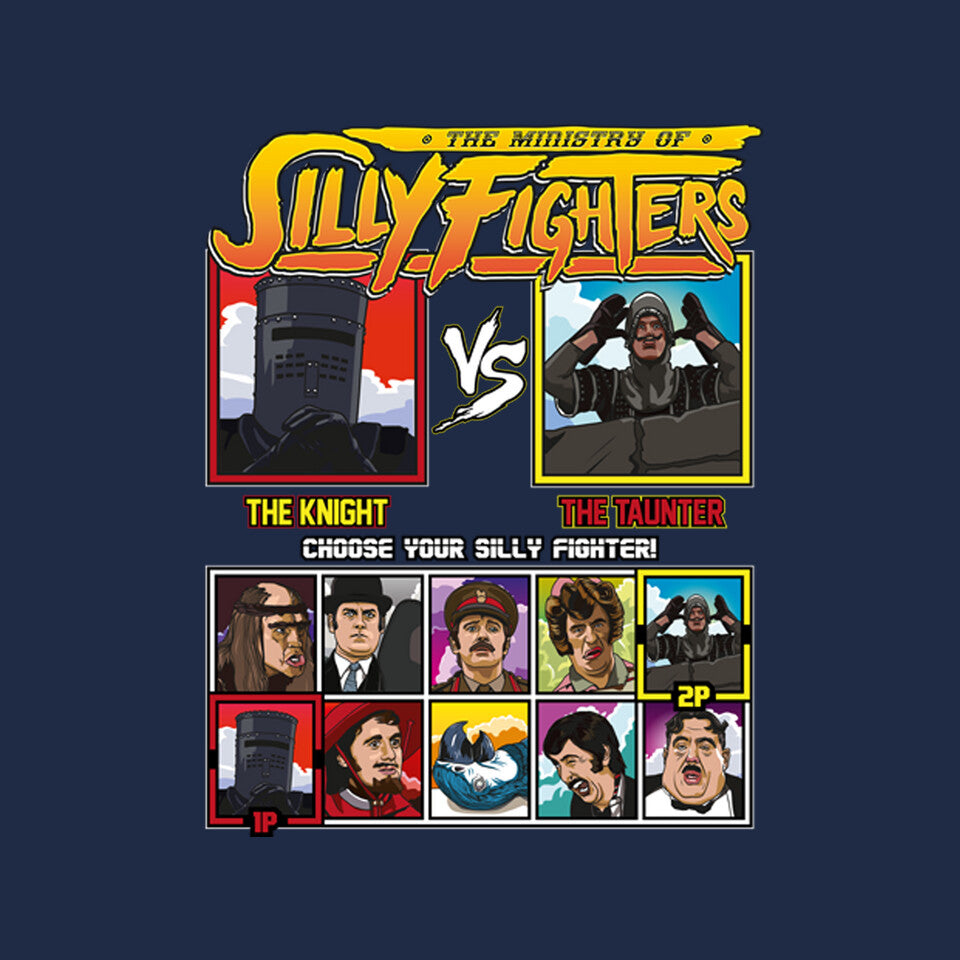 THE MINISTRY OF
SILLY FIGHTERS
VS
THE KNIGHT
THE TAUNTER
CHOOSE YOUR SILLY FIGHTER!
2P
1P